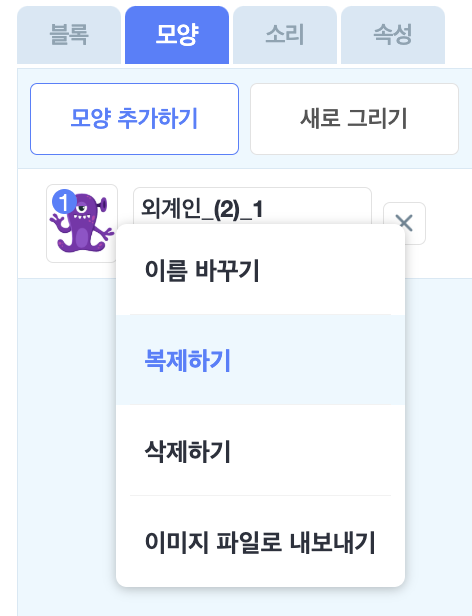 블록 모양 소리 속성
모양 추가하기 새로 그리기
1 외계인_(2)_1
이름 바꾸기
복제하기
삭제하기
이미지 파일로 내보내기